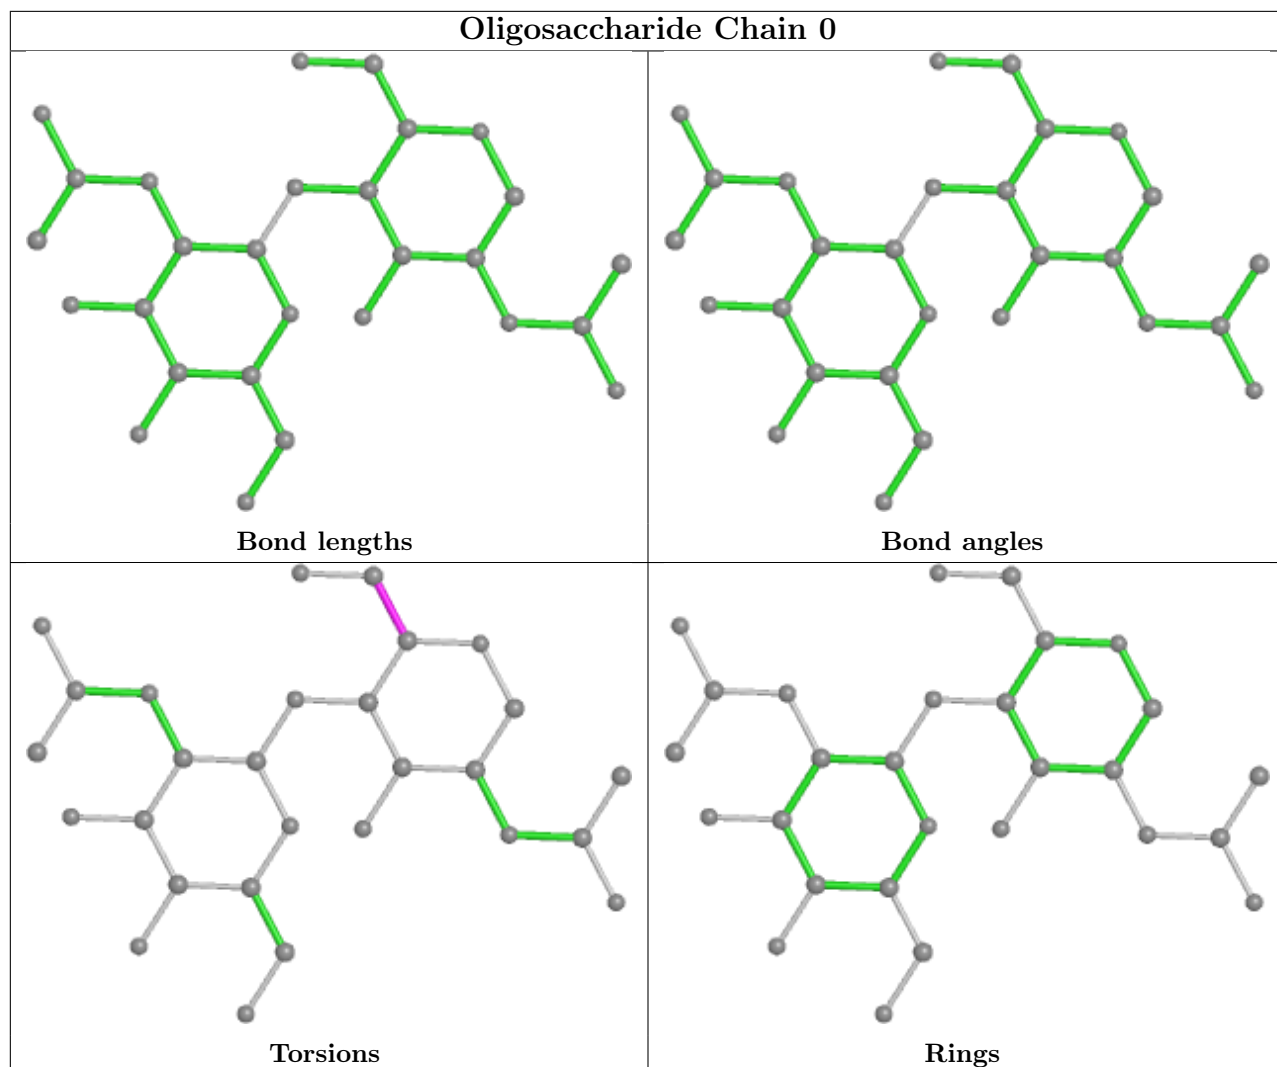 Oligosaccharide Chain 0
Bond lengths
Bond angles
Torsions
Rings